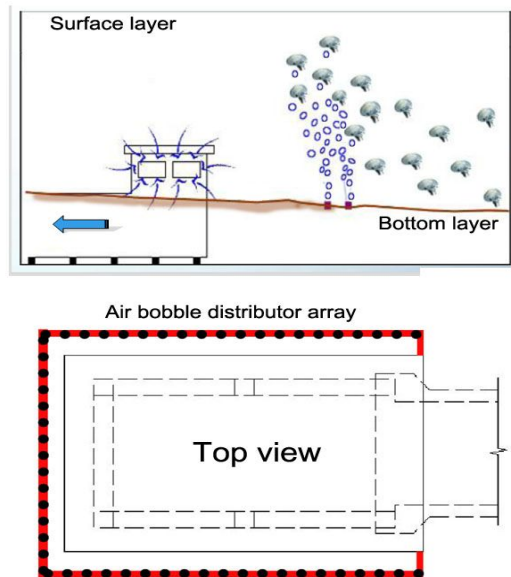 Surface layer
Bottom layer
Air bobble distributor array
Top view